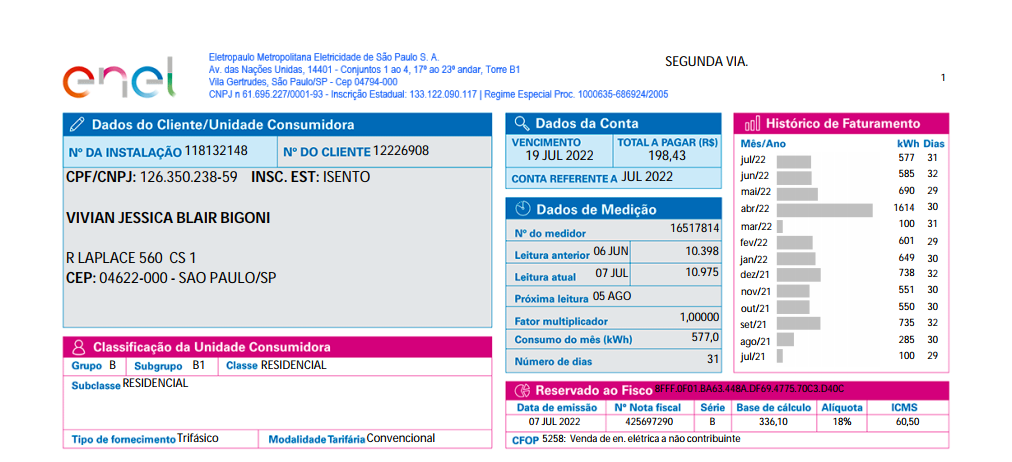 enel
Eletropaulo Metropolitana Eletricidade de São Paulo S. A.
Av. das Nações Unidas, 14401 - Conjuntos 1 ao 4, 17º ao 23º andar, Torre B1
Vila Gertrudes, São Paulo/SP - Cep 04794-000
CNPJ n 61.695.227/0001-93 - Inscrição Estadual: 133.122.090.117 | Regime Especial Proc. 1000635-686924/2005
SEGUNDA VIA.
1
Dados do Cliente/Unidade Consumidora
Nº DA INSTALAÇÃO 118132148 Nº DO CLIENTE 12226908
CPF/CNPJ: 126.350.238-59 INSC. EST: ISENTO
VIVIAN JESSICA BLAIR BIGONI
R LAPLACE 560 CS 1
CEP: 04622-000 - SAO PAULO/SP
Classificação da Unidade Consumidora
Grupo B Subgrupo B1 Classe RESIDENCIAL
Subclasse RESIDENCIAL
Tipo de fornecimento Trifásico Modalidade Tarifária Convencional
Dados da Conta
VENCIMENTO TOTAL A PAGAR (R$)
19 JUL 2022 198,43
CONTA REFERENTE A JUL 2022
Dados de Medição
Nº do medidor 16517814
Leitura anterior 06 JUN 10.398
Leitura atual 07 JUL 10.975
Próxima leitura 05 AGO
Fator multiplicador 1,00000
Consumo do mês (kWh) 577,0
Número de dias 31
Histórico de Faturamento
Mês/Ano kWh Dias
jul/22 577 31
jun/22 585 32
mai/22 690 29
abr/22 1614 30
mar/22 100 31
fev/22 601 29
jan/22 649 30
dez/21 738 32
nov/21 551 30
out/21 550 30
set/21 735 32
ago/21 285 30
jul/21 100 29
Reservado ao Fisco 8FFF.0F01.BA63.448A.DF69.4775.70C3.D40C
Data de emissão Nº Nota fiscal Série Base de cálculo Alíquota ICMS
07 JUL 2022 425697290 B 336,10 18% 60,50
CFOP 5258: Venda de en. elétrica a não contribuinte